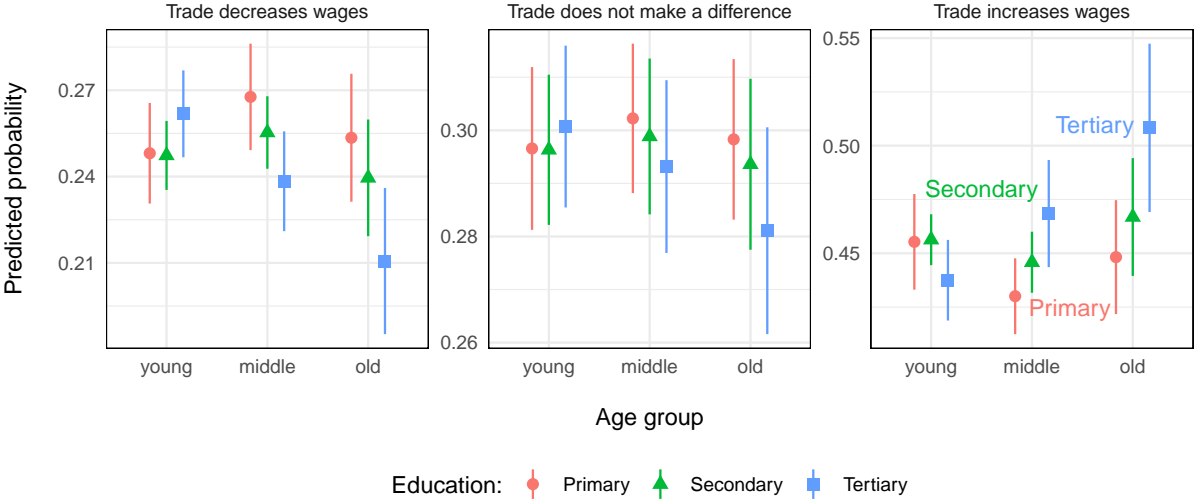 Trade decreases wages
Trade does not make a difference
Trade increases wages
Predicted probability
0.27
0.24
0.21
0.30
0.28
0.26
0.55
0.50
0.45
Tertiary
Secondary
Primary
young middle old
young middle old
young middle old
Age group
Education: Primary Secondary Tertiary